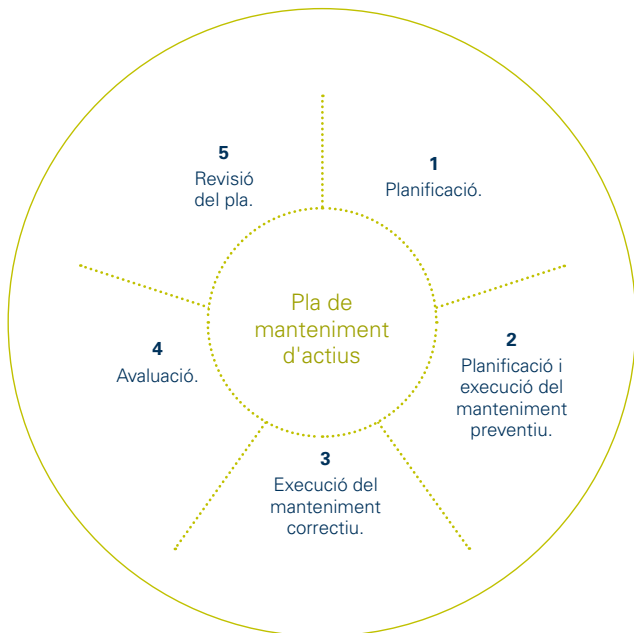 Pla de
manteniment
d'actius
1
Planificació.
2
Planificació i
execució del
manteniment
preventiu.
3
Execució del
manteniment
correctiu.
4
Avaluació.
5
Revisió
del pla.